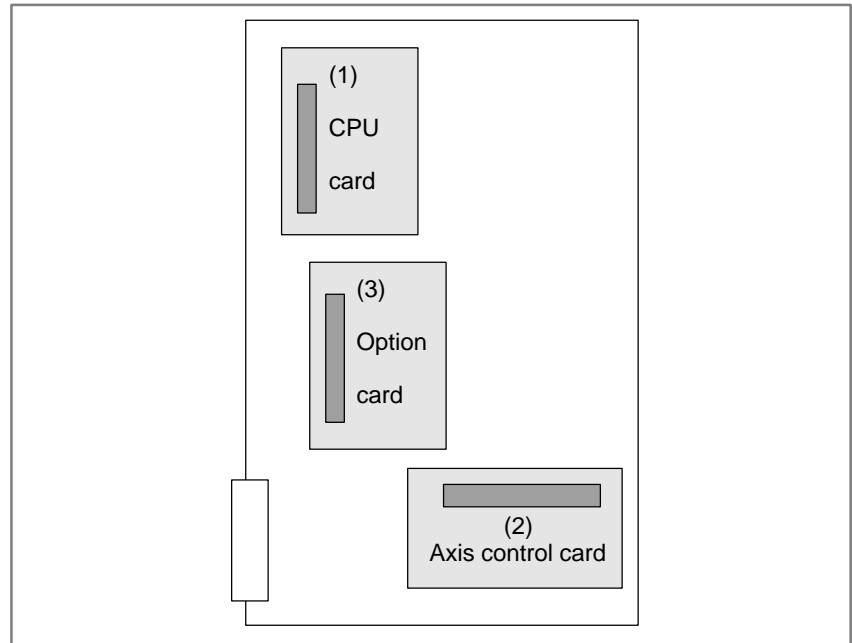 (1)
CPU
card
(3)
Option
card
(2)
Axis control card